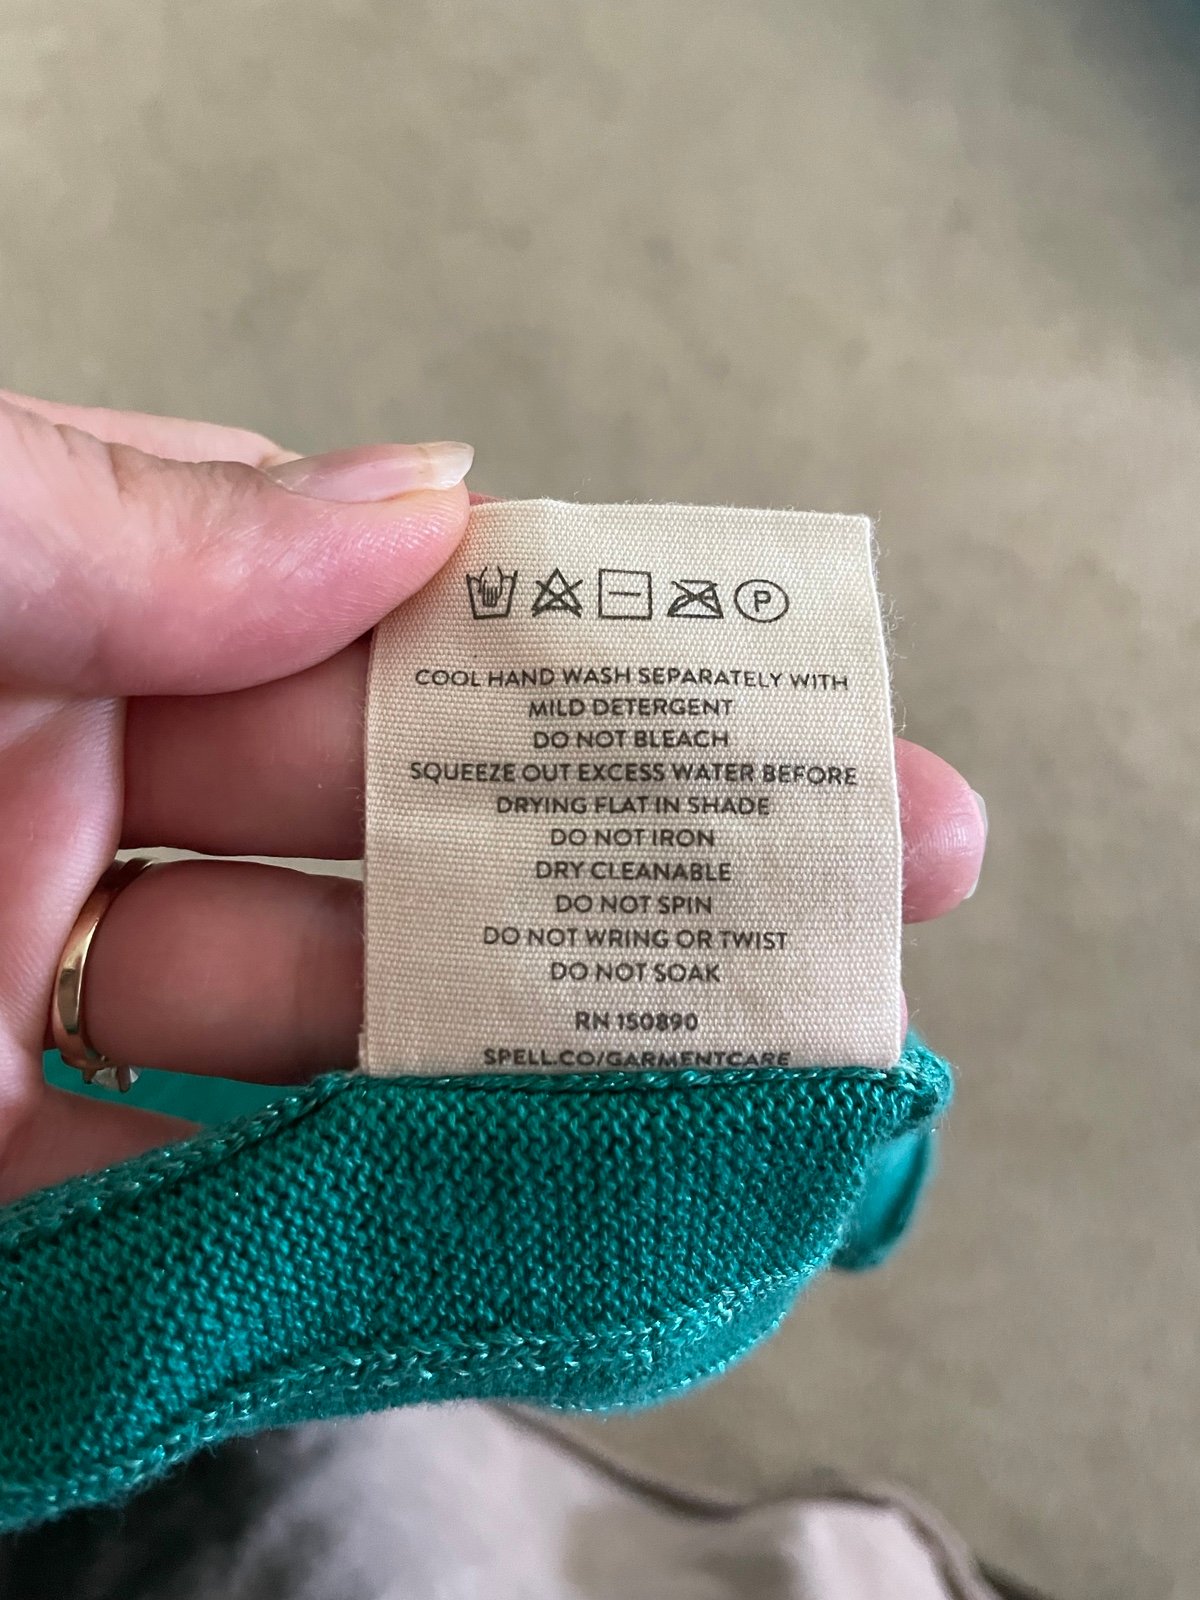 P
COOL HAND WASH SEPARATELY WITH
MILD DETERGENT
DO NOT BLEACH
SQUEEZE OUT EXCESS WATER BEFORE
DRYING FLAT IN SHADE
DO NOT IRON
DRY CLEANABLE
DO NOT SPIN
DO NOT WRING OR TWIST
DO NOT SOAK
RN 150890
SPELL.CO/GARMENTCARE